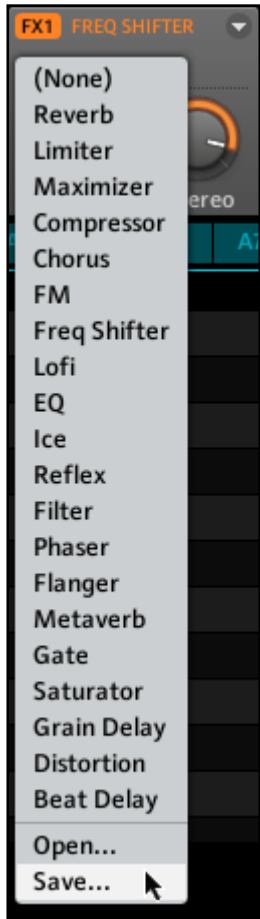 FX1 FREQ SHIFTER
(None)
Reverb
Limiter
Maximizer
Compressor
Chorus
FM
Freq Shifter
Lofi
EQ
Ice
Reflex
Filter
Phaser
Flanger
Metaverb
Gate
Saturator
Grain Delay
Distortion
Beat Delay
Open...
Save...